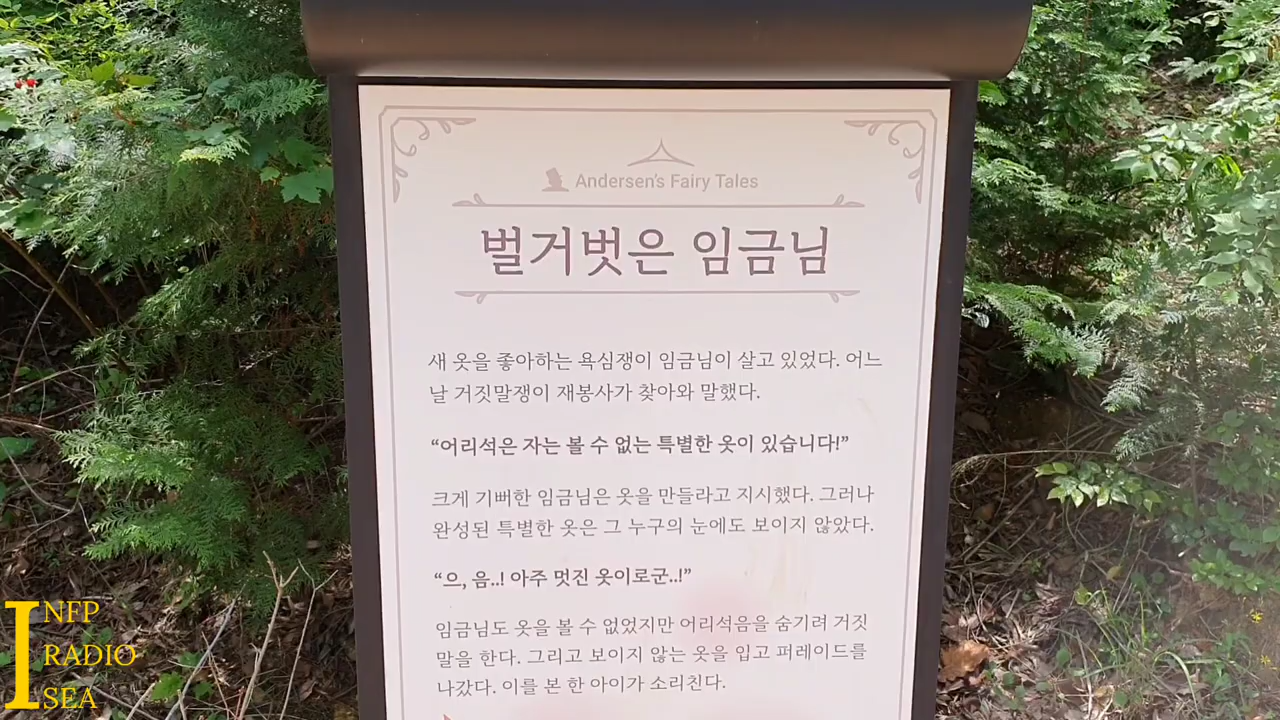 Andersen's Fairy Tales
벌거벗은 임금님
새 옷을 좋아하는 욕심쟁이 임금님이 살고 있었다. 어느
날 거짓말쟁이 재봉사가 찾아와 말했다.
“어리석은 자는 볼 수 없는 특별한 옷이 있습니다!”
크게 기뻐한 임금님은 옷을 만들라고 지시했다. 그러나
완성된 특별한 옷은 그 누구의 눈에도 보이지 않았다.
“으, 음..! 아주 멋진 옷이로군..!”
임금님도 옷을 볼 수 없었지만 어리석음을 숨기려 거짓
말을 한다. 그리고 보이지 않는 옷을 입고 퍼레이드를
나갔다. 이를 본 한 아이가 소리친다.
INFP
RADIO
SEA